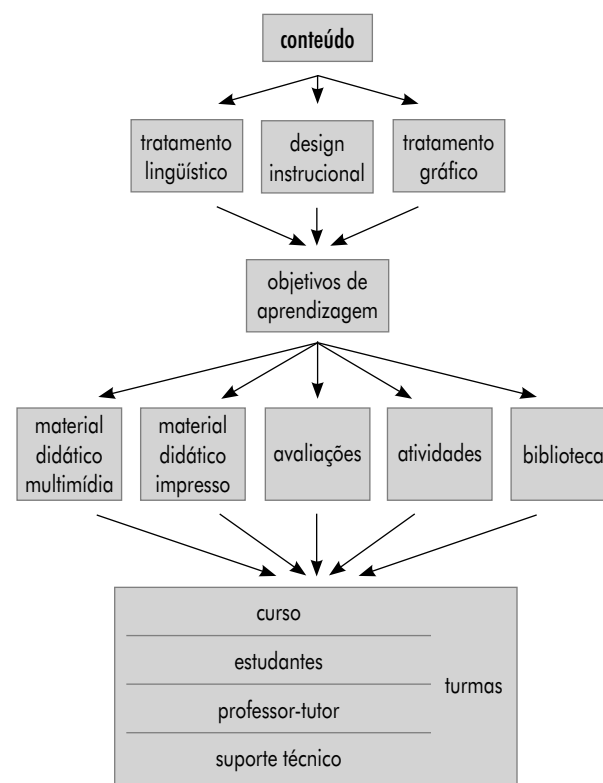 conteúdo
tratamento
lingüístico
design
instrucional
tratamento
gráfico
objetivos de
aprendizagem
material
didático
multimídia
material
didático
impresso
avaliações
atividades
biblioteca
curso
estudantes
professor-tutor
suporte técnico
turmas